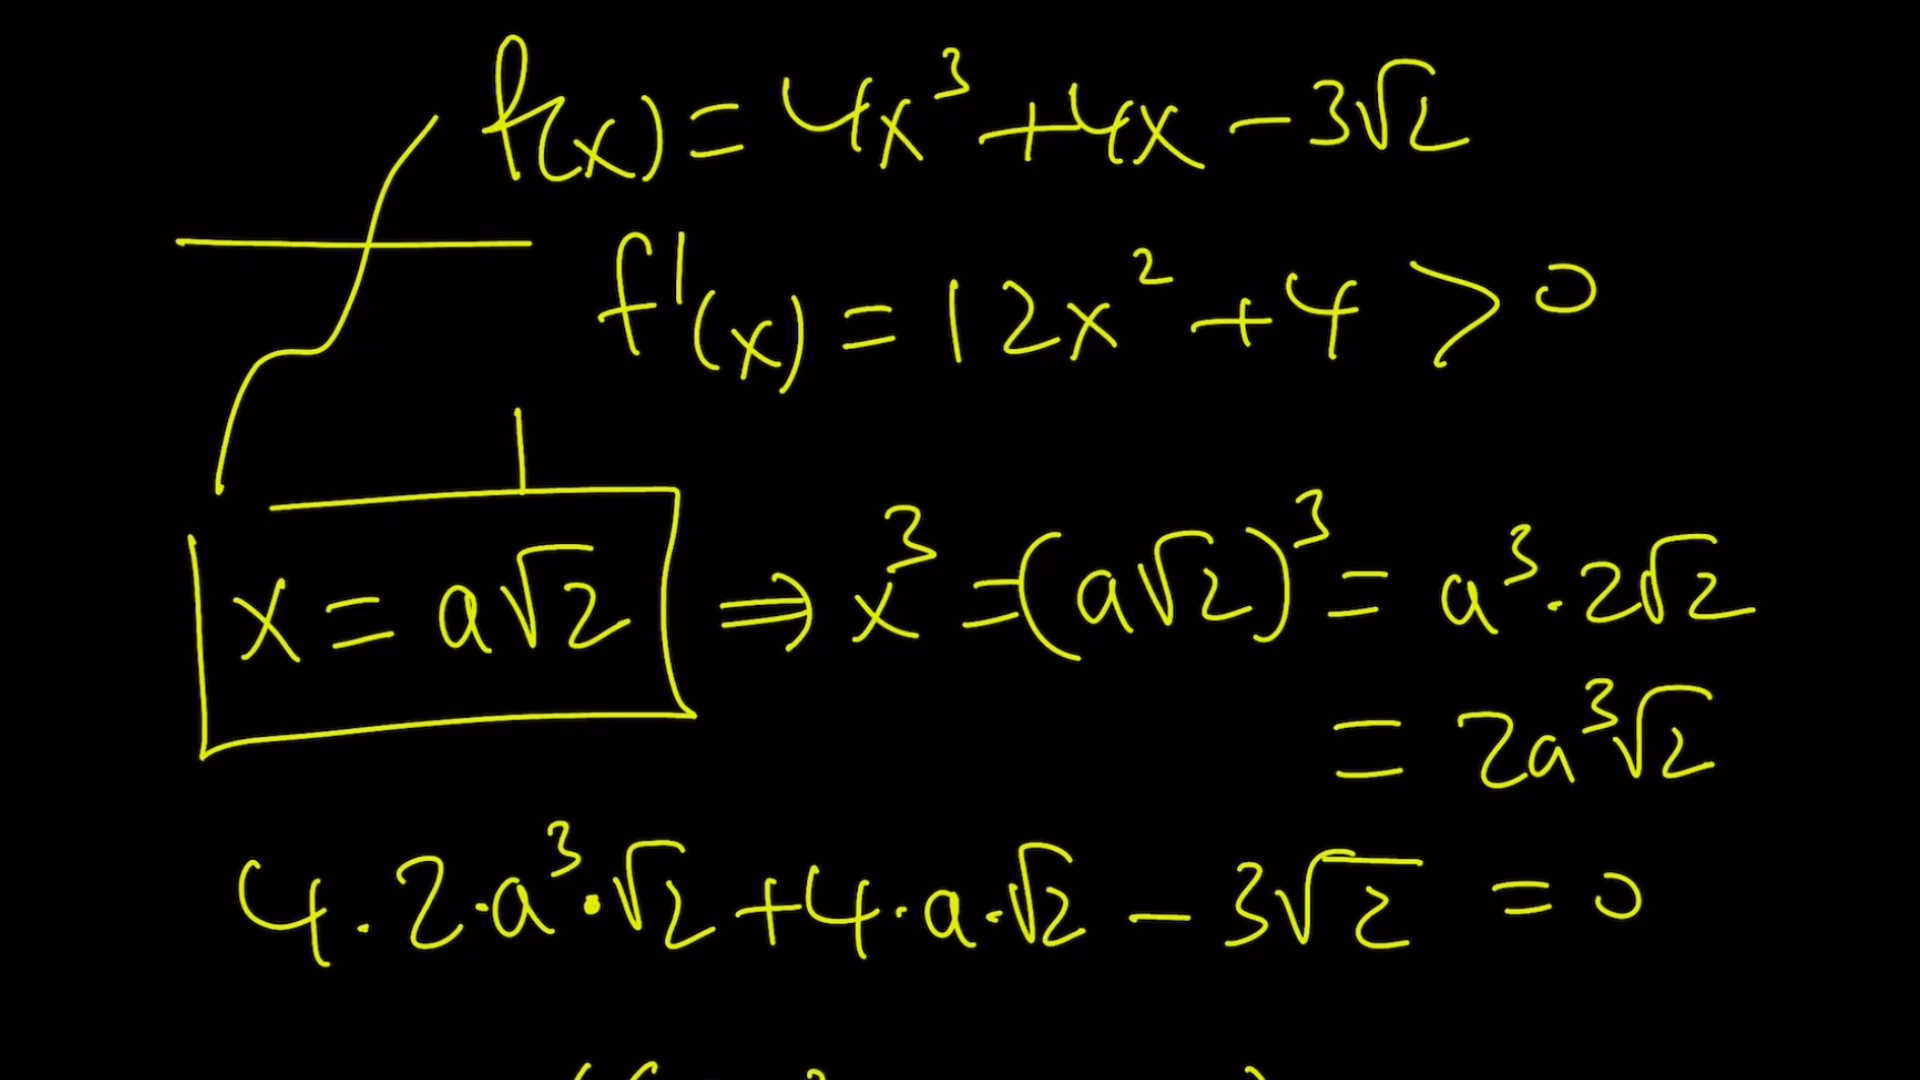 f(x) = 4x³ + 4x − 3√2
f'(x) = 12x² + 4 > 0
x = a√2 ⇒ x³ = (a√2)³ = a³·2√2
= 2a³√2
4·2·a³·√2 + 4·a·√2 − 3√2 = 0